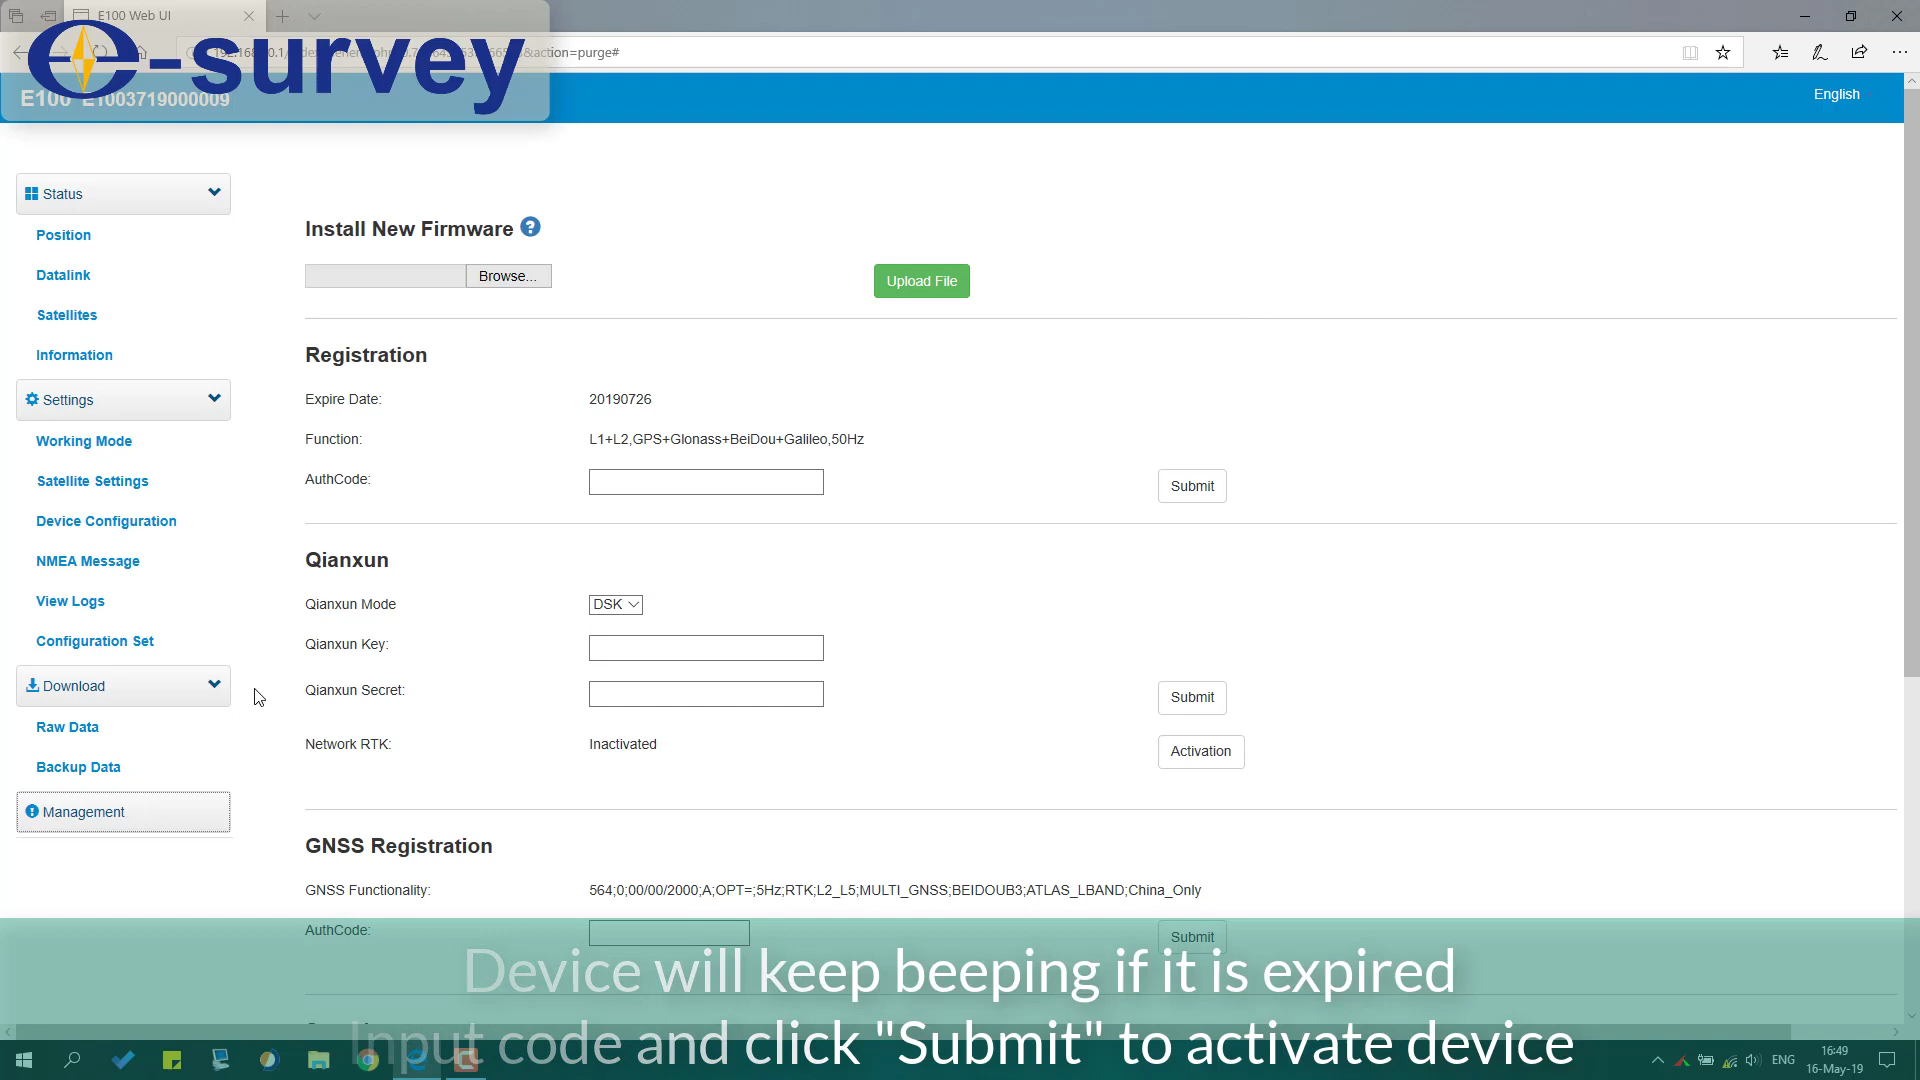 E100 Web UI
e-survey
&action=purge#
E100 E1003719000009
English
Status
Position
Datalink
Satellites
Information
Settings
Working Mode
Satellite Settings
Device Configuration
NMEA Message
View Logs
Configuration Set
Download
Raw Data
Backup Data
Management
Install New Firmware ?
Browse...
Upload File
Registration
Expire Date: 20190726
Function: L1+L2,GPS+Glonass+BeiDou+Galileo,50Hz
AuthCode: Submit
Qianxun
Qianxun Mode DSK
Qianxun Key:
Qianxun Secret: Submit
Network RTK: Inactivated Activation
GNSS Registration
GNSS Functionality: 564;0;00/00/2000;A;OPT=;5Hz;RTK;L2_L5;MULTI_GNSS;BEIDOUB3;ATLAS_LBAND;China_Only
AuthCode: Submit
Device will keep beeping if it is expired
Input code and click "Submit" to activate device
ENG
16:49
16-May-19